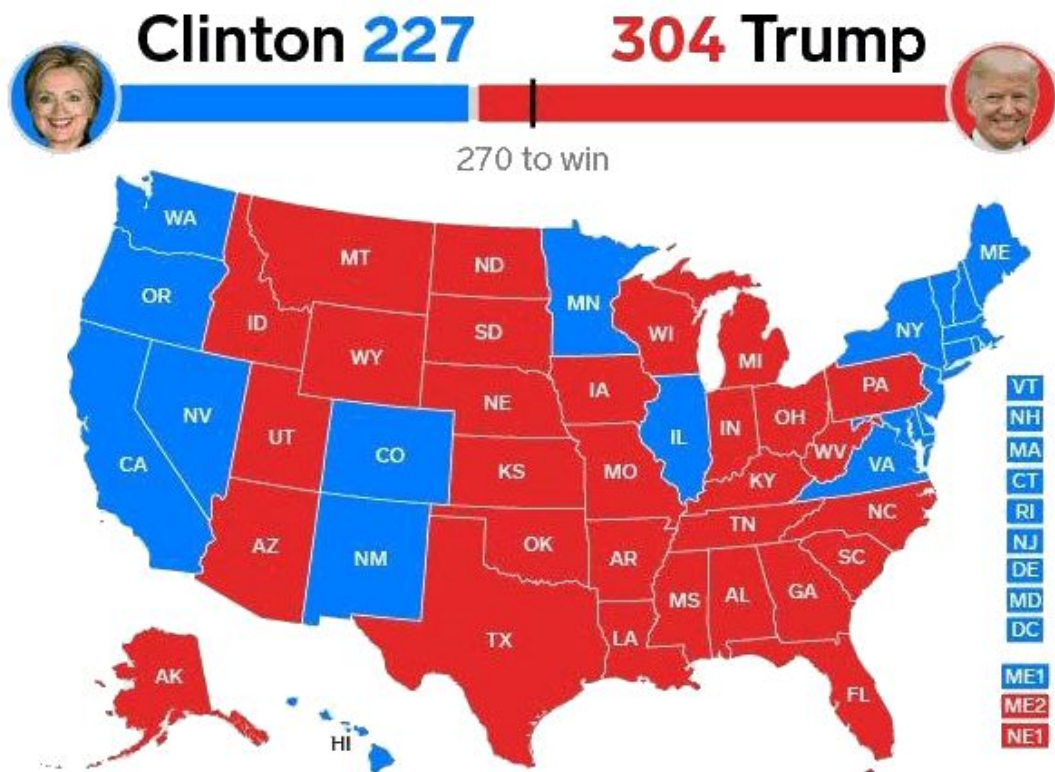 Clinton 227
304 Trump
270 to win
WA
ME
MT
ND
OR
MN
ID
SD
WI
NY
WY
MI
IA
PA
NE
NV
UT
CO
IL
IN
OH
CA
KS
MO
WV
VA
KY
AZ
NM
OK
TN
NC
AR
SC
MS
AL
GA
TX
LA
AK
FL
HI
VT
NH
MA
CT
RI
NJ
DE
MD
DC
ME1
ME2
NE1